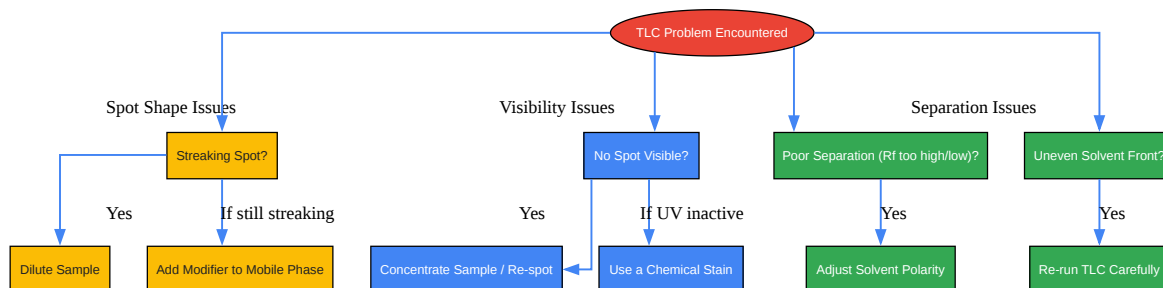 TLC Problem Encountered
Spot Shape Issues
Visibility Issues
Separation Issues
Streaking Spot?
No Spot Visible?
Poor Separation (Rf too high/low)?
Uneven Solvent Front?
Yes
If still streaking
Yes
If UV inactive
Yes
Yes
Dilute Sample
Add Modifier to Mobile Phase
Concentrate Sample / Re-spot
Use a Chemical Stain
Adjust Solvent Polarity
Re-run TLC Carefully